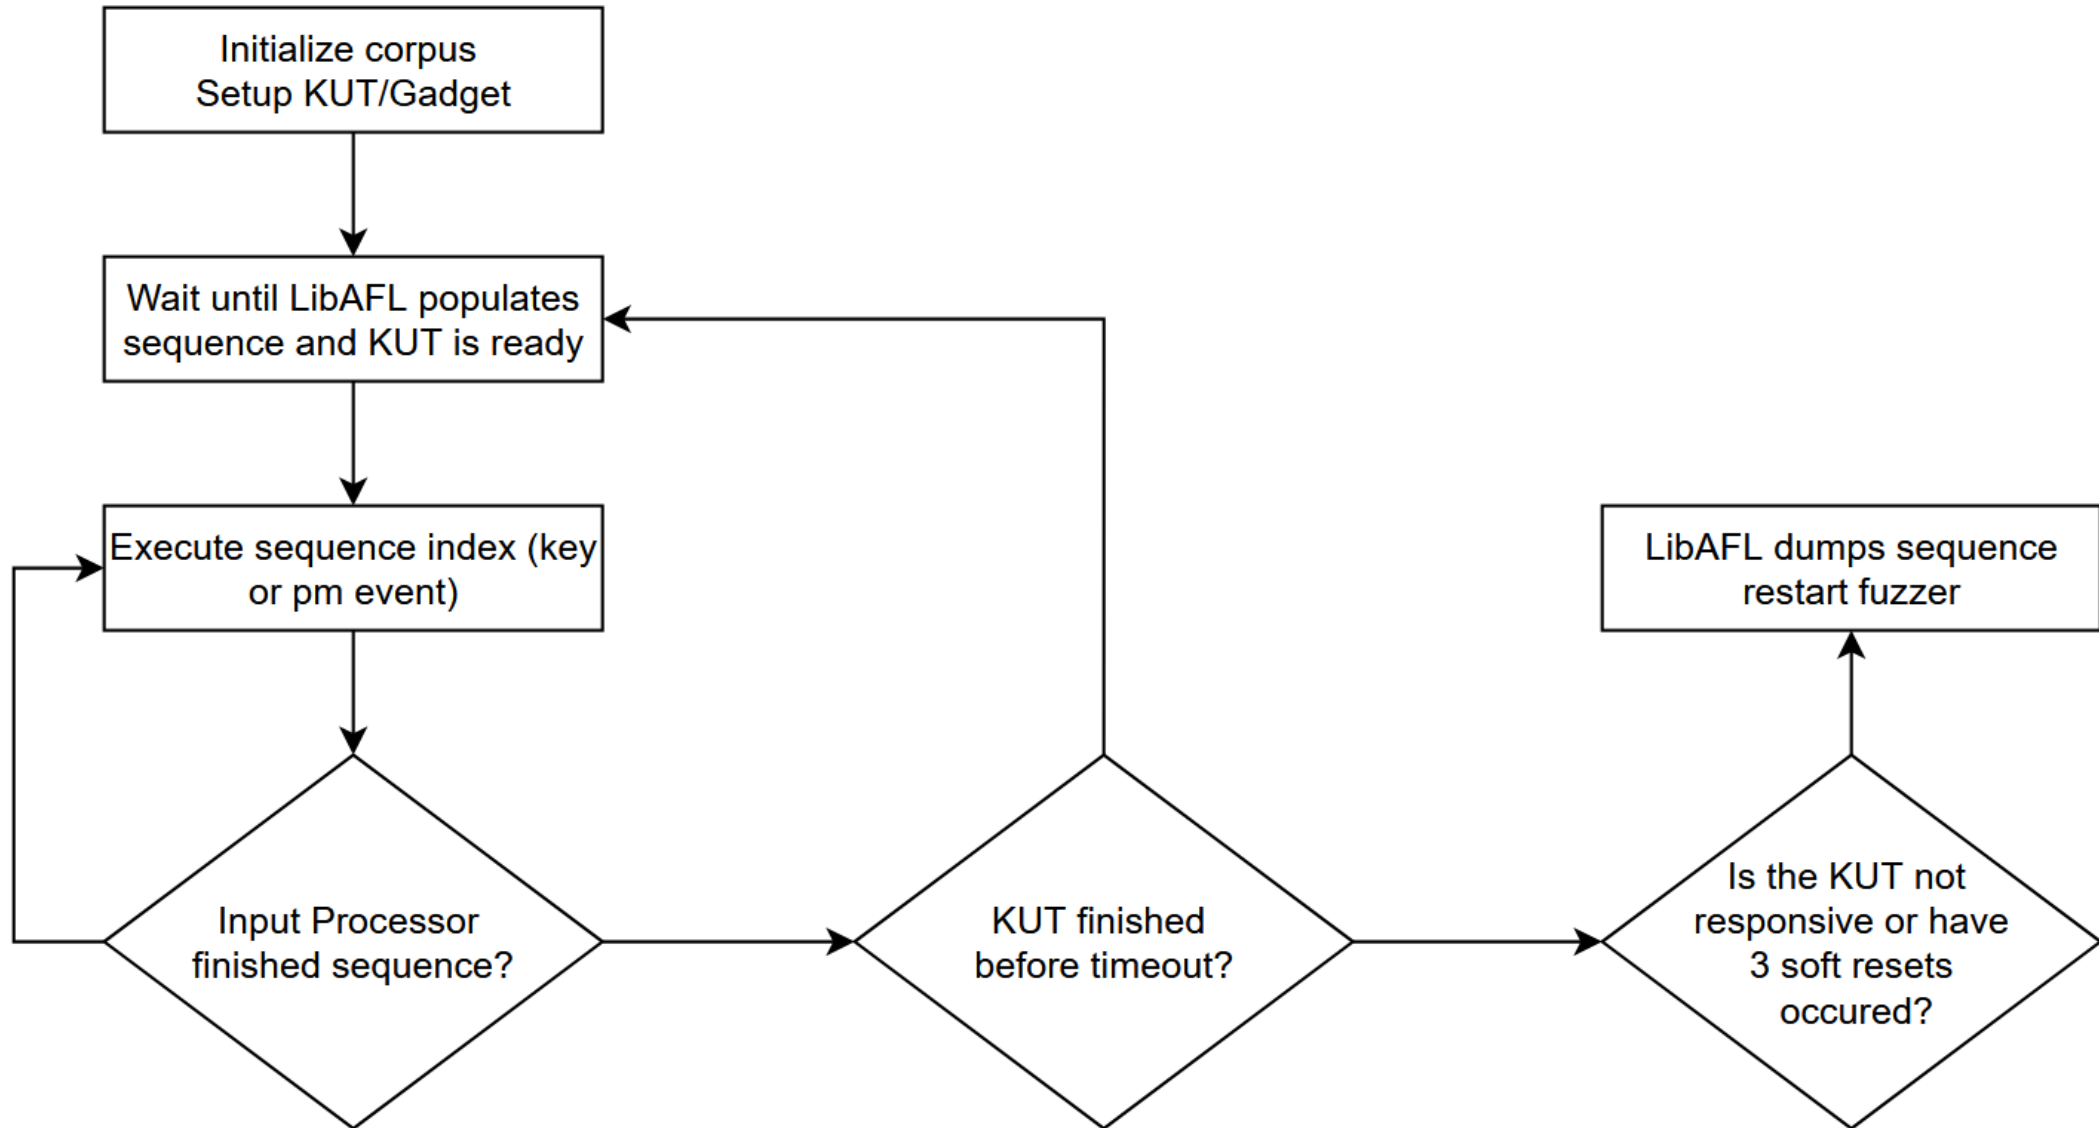 Initialize corpus
Setup KUT/Gadget
Wait until LibAFL populates
sequence and KUT is ready
Execute sequence index (key
or pm event)
LibAFL dumps sequence
restart fuzzer
Input Processor
finished sequence?
KUT finished
before timeout?
Is the KUT not
responsive or have
3 soft resets
occured?